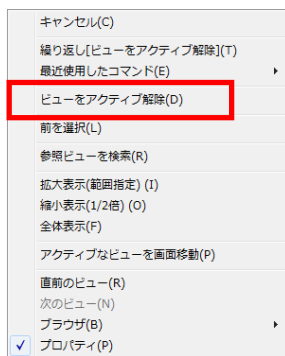 キャンセル(C)
繰り返し[ビューをアクティブ解除](T)
最近使用したコマンド(E)
ビューをアクティブ解除(D)
前を選択(L)
参照ビューを検索(R)
拡大表示(範囲指定) (I)
縮小表示(1/2倍) (O)
全体表示(F)
アクティブなビューを画面移動(P)
直前のビュー(R)
次のビュー(N)
ブラウザ(B)
プロパティ(P)